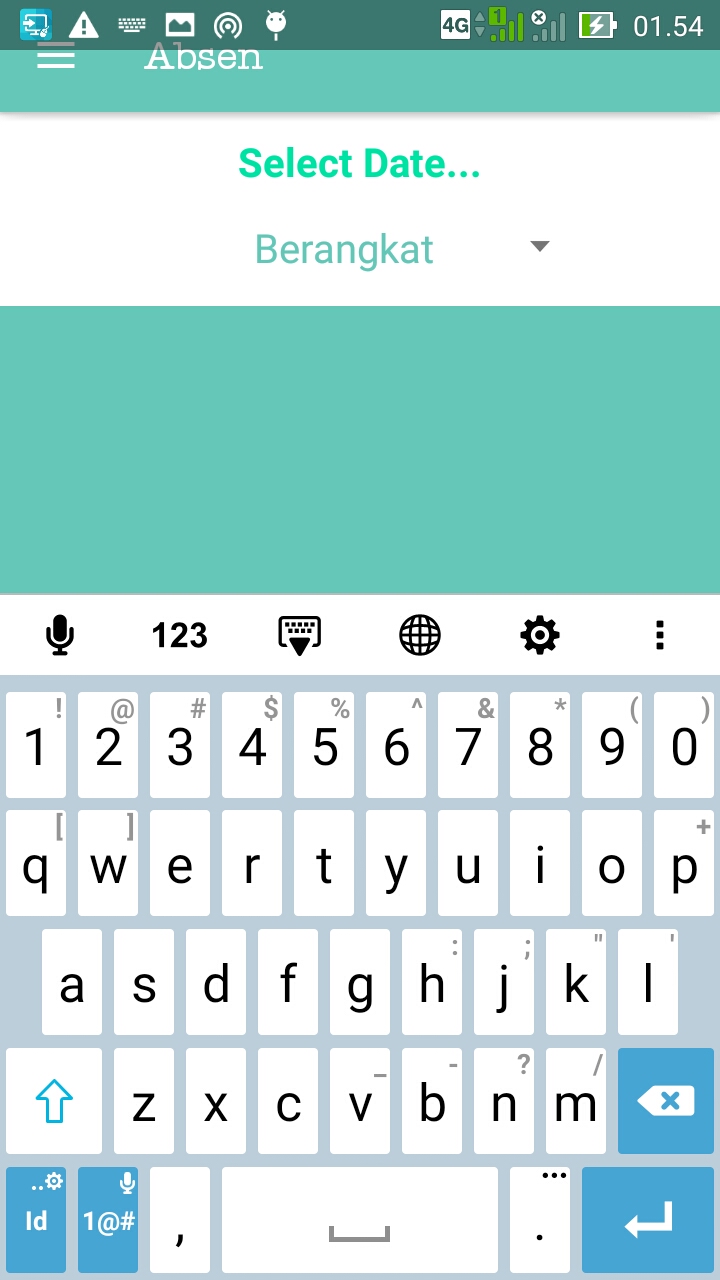 4G 1 01.54
Absen
Select Date...
Berangkat
123
! @ # $ % ^ & * ( )
1 2 3 4 5 6 7 8 9 0
[ ] +
q w e r t y u i o p
: ; " '
a s d f g h j k l
_ - ? /
z x c v b n m
Id 1@# , .